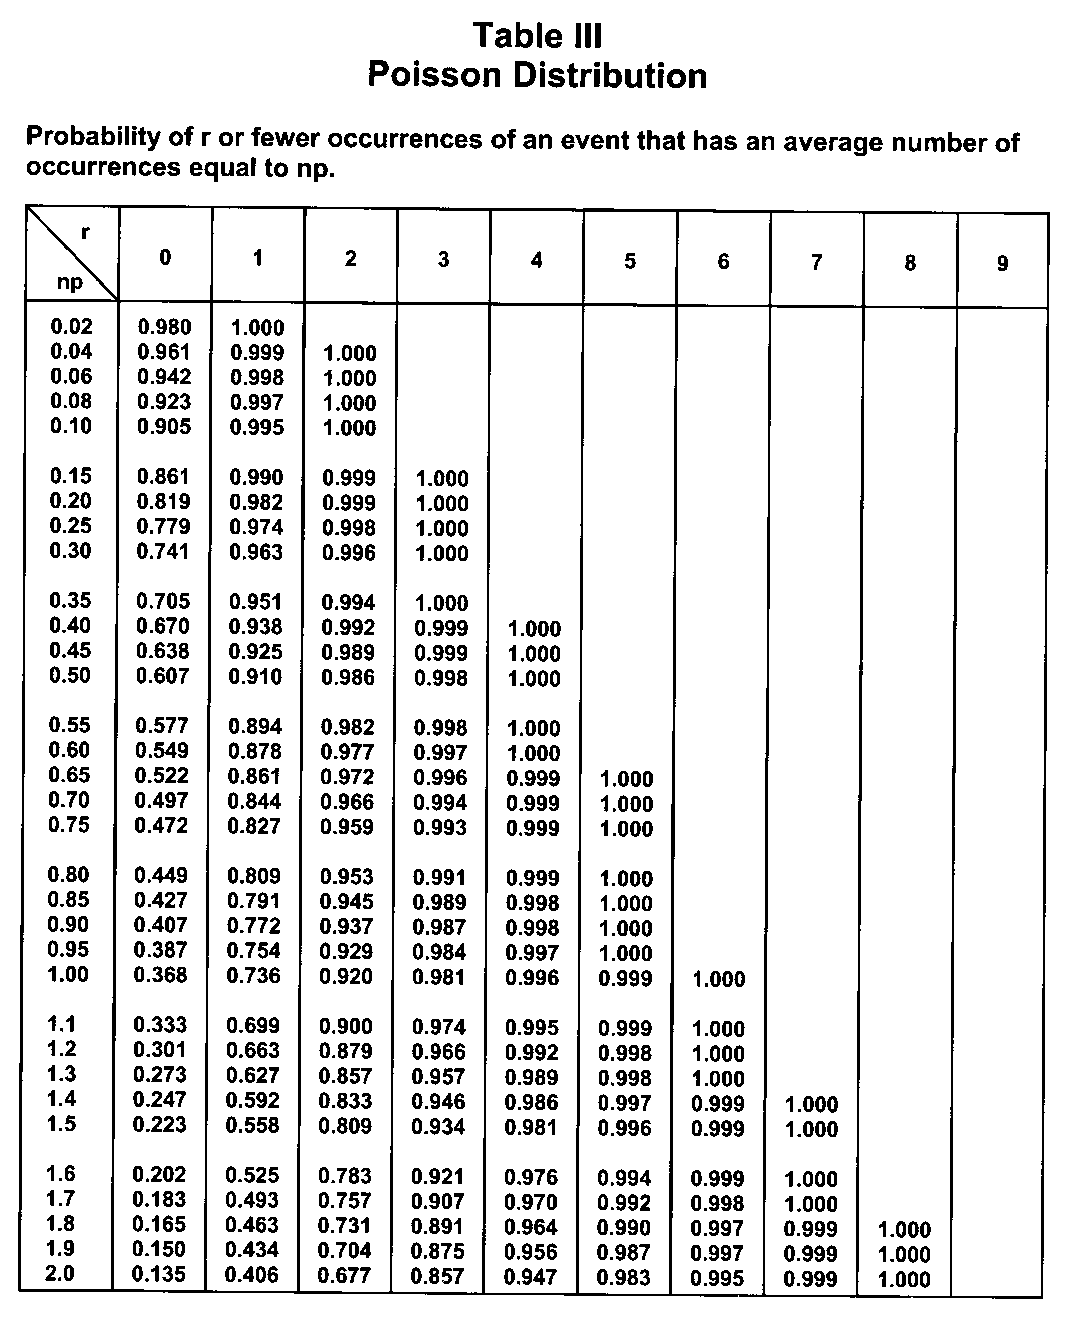 Table III
Poisson Distribution
Probability of r or fewer occurrences of an event that has an average number of
occurrences equal to np.
r
np 0 1 2 3 4 5 6 7 8 9
0.02 0.980 1.000
0.04 0.961 0.999 1.000
0.06 0.942 0.998 1.000
0.08 0.923 0.997 1.000
0.10 0.905 0.995 1.000
0.15 0.861 0.990 0.999 1.000
0.20 0.819 0.982 0.999 1.000
0.25 0.779 0.974 0.998 1.000
0.30 0.741 0.963 0.996 1.000
0.35 0.705 0.951 0.994 1.000
0.40 0.670 0.938 0.992 0.999 1.000
0.45 0.638 0.925 0.989 0.999 1.000
0.50 0.607 0.910 0.986 0.998 1.000
0.55 0.577 0.894 0.982 0.998 1.000
0.60 0.549 0.878 0.977 0.997 1.000
0.65 0.522 0.861 0.972 0.996 0.999 1.000
0.70 0.497 0.844 0.966 0.994 0.999 1.000
0.75 0.472 0.827 0.959 0.993 0.999 1.000
0.80 0.449 0.809 0.953 0.991 0.999 1.000
0.85 0.427 0.791 0.945 0.989 0.998 1.000
0.90 0.407 0.772 0.937 0.987 0.998 1.000
0.95 0.387 0.754 0.929 0.984 0.997 1.000
1.00 0.368 0.736 0.920 0.981 0.996 0.999 1.000
1.1 0.333 0.699 0.900 0.974 0.995 0.999 1.000
1.2 0.301 0.663 0.879 0.966 0.992 0.998 1.000
1.3 0.273 0.627 0.857 0.957 0.989 0.998 1.000
1.4 0.247 0.592 0.833 0.946 0.986 0.997 0.999 1.000
1.5 0.223 0.558 0.809 0.934 0.981 0.996 0.999 1.000
1.6 0.202 0.525 0.783 0.921 0.976 0.994 0.999 1.000
1.7 0.183 0.493 0.757 0.907 0.970 0.992 0.998 1.000
1.8 0.165 0.463 0.731 0.891 0.964 0.990 0.997 0.999 1.000
1.9 0.150 0.434 0.704 0.875 0.956 0.987 0.997 0.999 1.000
2.0 0.135 0.406 0.677 0.857 0.947 0.983 0.995 0.999 1.000